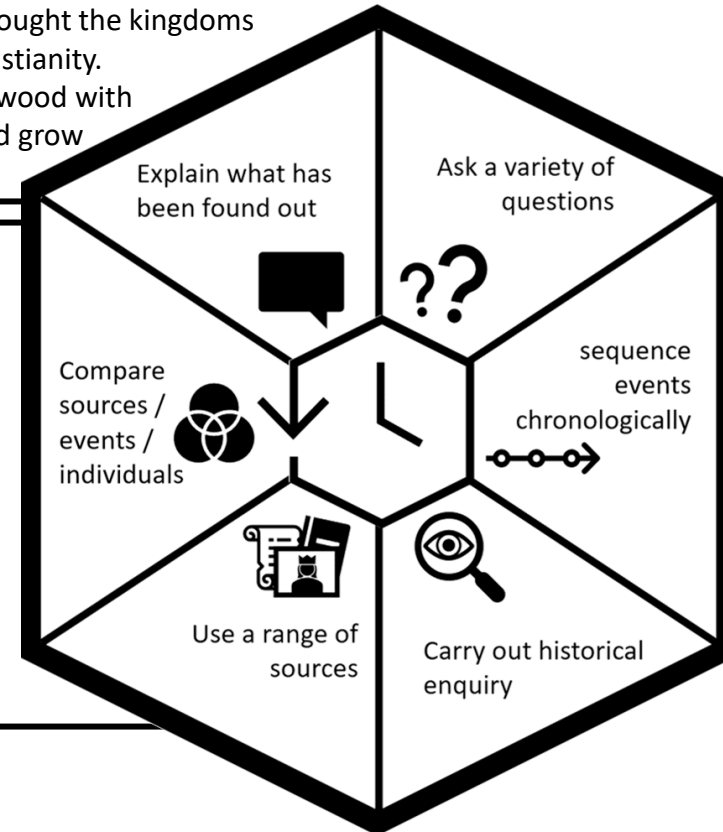 ought the kingdoms
stianity.
wood with
d grow
Explain what has
been found out
Ask a variety of
questions
??
sequence
events
chronologically
Carry out historical
enquiry
Use a range of
sources
Compare
sources /
events /
individuals